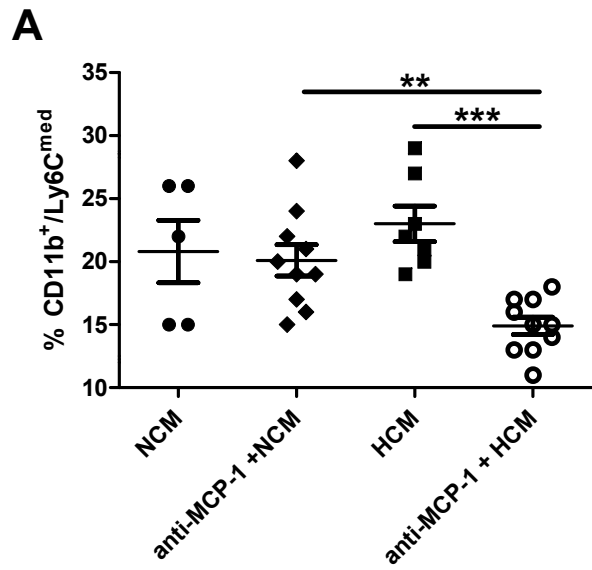 A
% CD11b⁺/Ly6Cᵐᵉᵈ
35
30
25
20
15
10
**
***
NCM
anti-MCP-1 +NCM
HCM
anti-MCP-1 + HCM